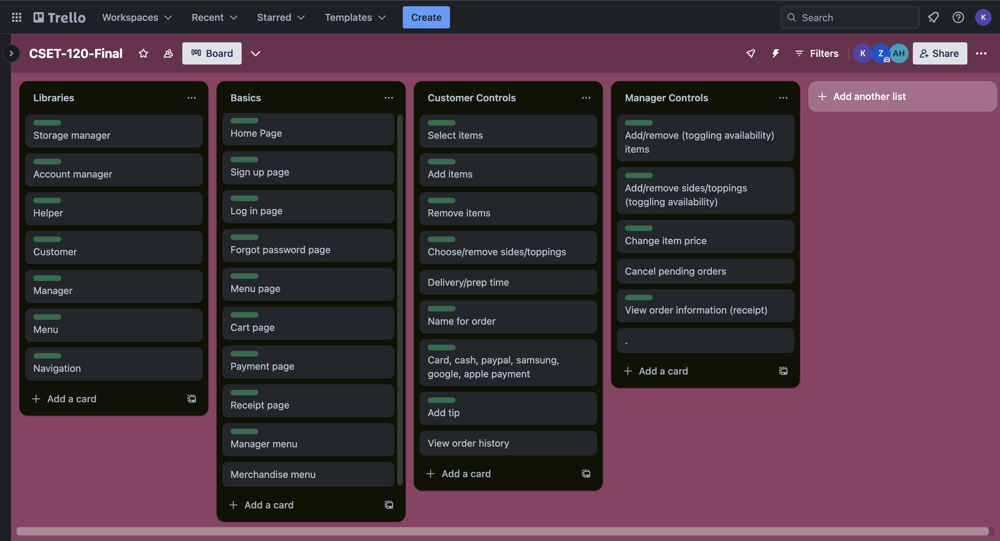 Trello
Workspaces
Recent
Starred
Templates
Create
Search
K
CSET-120-Final
Board
Filters
K
Z
AH
Share
Libraries
Storage manager
Account manager
Helper
Customer
Manager
Menu
Navigation
Add a card
Basics
Home Page
Sign up page
Log in page
Forgot password page
Menu page
Cart page
Payment page
Receipt page
Manager menu
Merchandise menu
Add a card
Customer Controls
Select items
Add items
Remove items
Choose/remove sides/toppings
Delivery/prep time
Name for order
Card, cash, paypal, samsung,
google, apple payment
Add tip
View order history
Add a card
Manager Controls
Add/remove (toggling availability)
items
Add/remove sides/toppings
(toggling availability)
Change item price
Cancel pending orders
View order information (receipt)
.
Add a card
Add another list